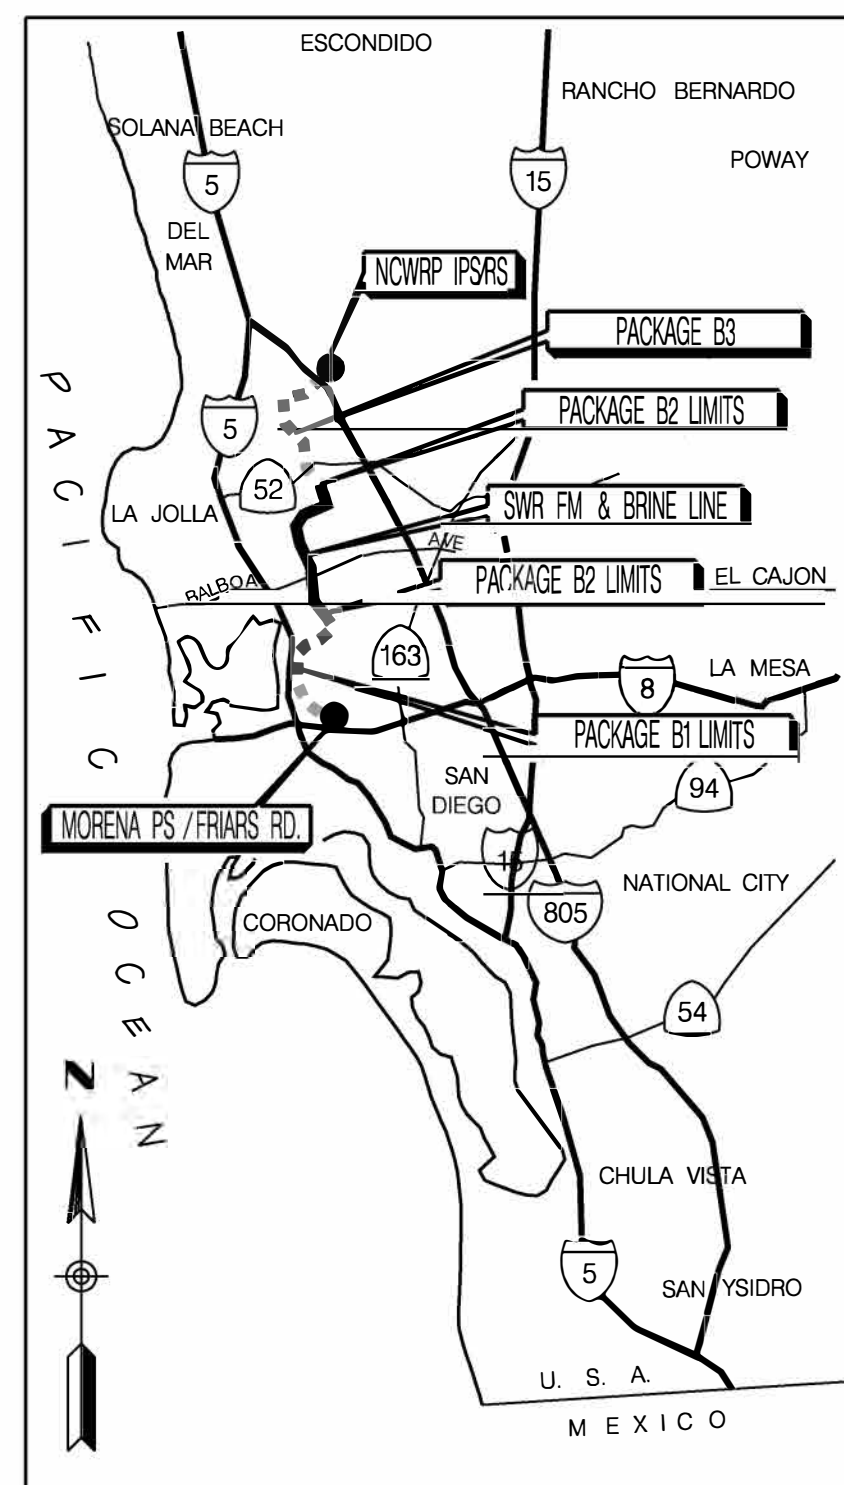 ESCONDIDO
RANCHO BERNARDO
SOLANA BEACH
POWAY
5
15
DEL
MAR
NCWRP IPS/RS
PACKAGE B3
PACKAGE B2 LIMITS
5
52
LA JOLLA
SWR FM & BRINE LINE
AVE
BALBOA
PACKAGE B2 LIMITS
EL CAJON
163
8
LA MESA
PACKAGE B1 LIMITS
SAN
DIEGO
94
MORENA PS / FRIARS RD.
15
NATIONAL CITY
805
CORONADO
PACIFIC OCEAN
54
N
CHULA VISTA
5
SAN YSIDRO
U. S. A.
MEXICO